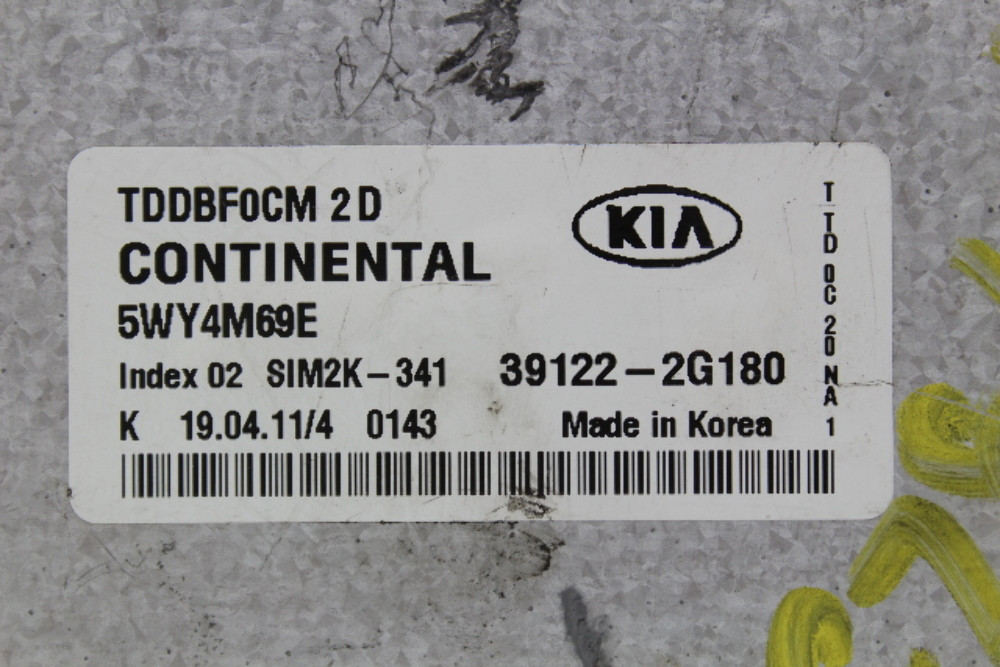 TDDBF0CM 2D
KIA
CONTINENTAL
5WY4M69E
Index 02 SIM2K-341 39122-2G180
K 19.04.11/4 0143 Made in Korea
T TD 0C 20 NA 1